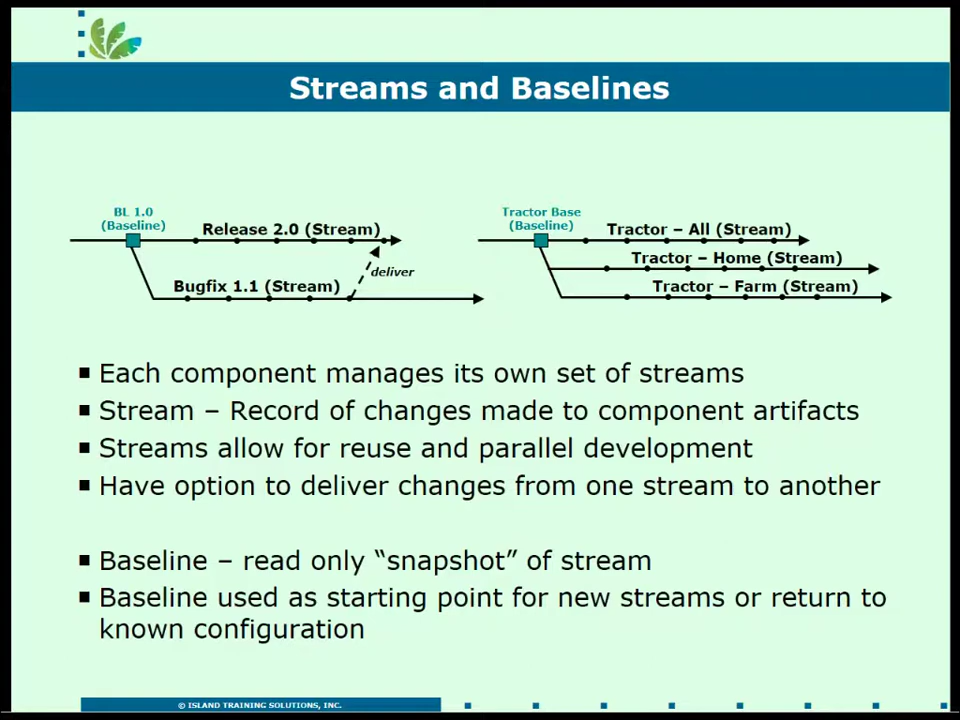 Streams and Baselines
BL 1.0
(Baseline)
Release 2.0 (Stream)
deliver
Bugfix 1.1 (Stream)
Tractor Base
(Baseline)
Tractor – All (Stream)
Tractor – Home (Stream)
Tractor – Farm (Stream)
Each component manages its own set of streams
Stream – Record of changes made to component artifacts
Streams allow for reuse and parallel development
Have option to deliver changes from one stream to another
Baseline – read only “snapshot” of stream
Baseline used as starting point for new streams or return to
known configuration
© ISLAND TRAINING SOLUTIONS, INC.